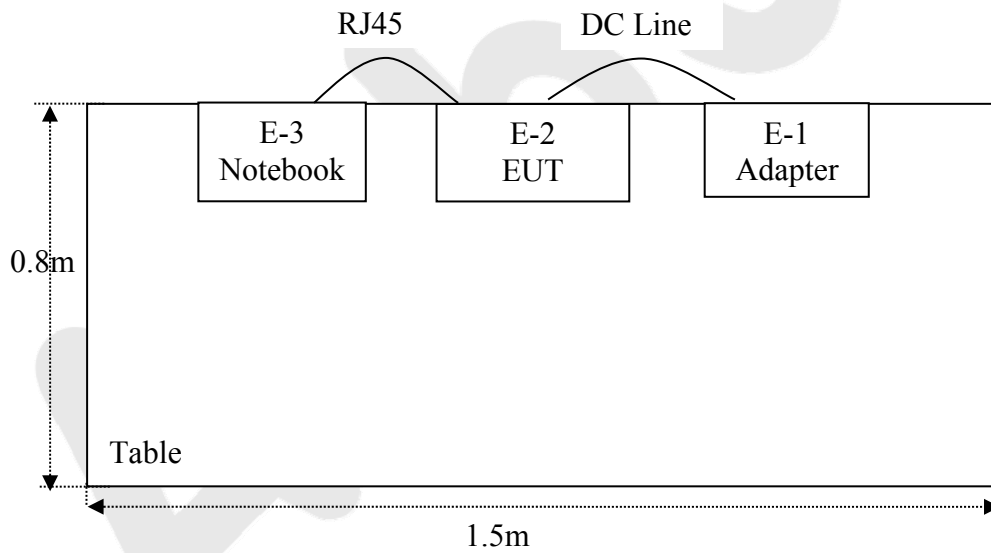 RJ45
DC Line
E-3
Notebook
E-2
EUT
E-1
Adapter
0.8m
Table
1.5m